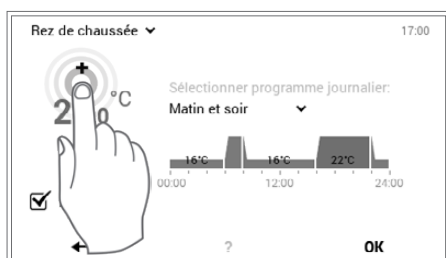 Rez de chaussée
17:00
+
°C
Sélectionner programme journalier:
Matin et soir
16°C 16°C 22°C
00:00 12:00 24:00
? OK